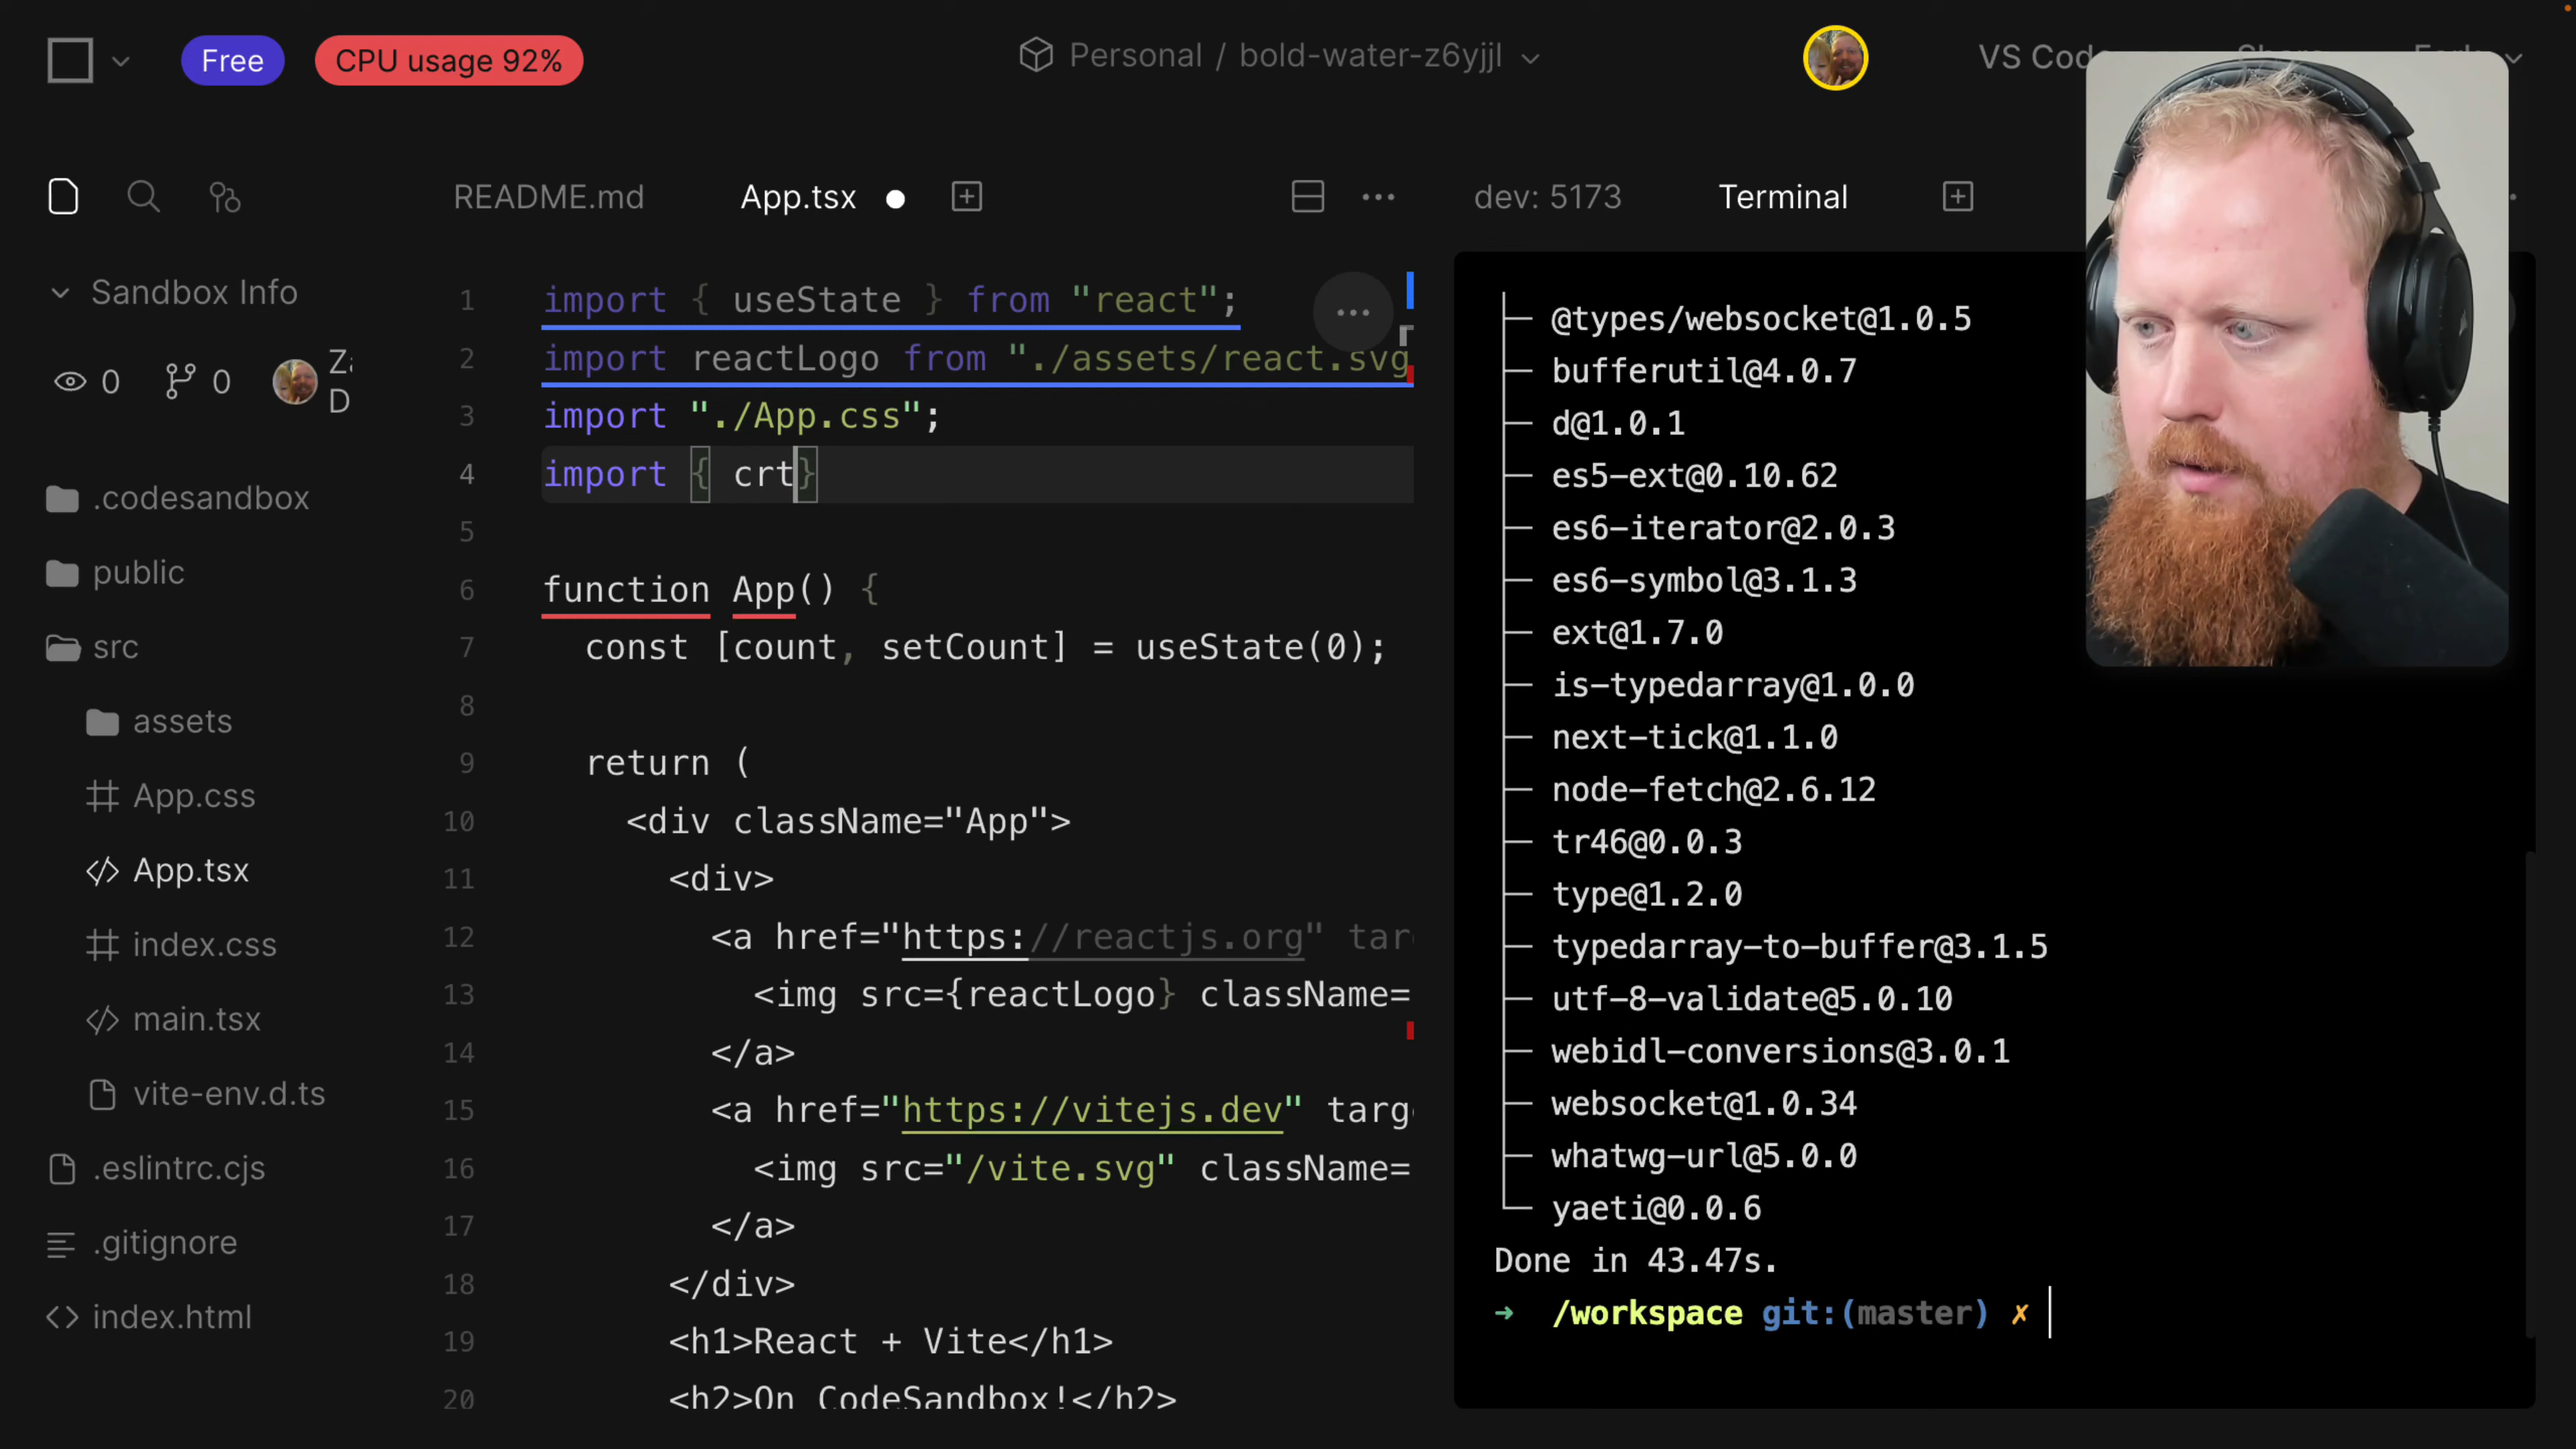 Free
CPU usage 92%
Personal / bold-water-z6yjjl
VS Cod
README.md
App.tsx
dev: 5173
Terminal
Sandbox Info
0
0
Za
D
.codesandbox
public
src
assets
App.css
App.tsx
index.css
main.tsx
vite-env.d.ts
.eslintrc.cjs
.gitignore
index.html
1 import { useState } from "react";
2 import reactLogo from "./assets/react.svg
3 import "./App.css";
4 import { crt}
5
6 function App() {
7 const [count, setCount] = useState(0);
8
9 return (
10 <div className="App">
11 <div>
12 <a href="https://reactjs.org" targ
13 <img src={reactLogo} className=
14 </a>
15 <a href="https://vitejs.dev" targ
16 <img src="/vite.svg" className=
17 </a>
18 </div>
19 <h1>React + Vite</h1>
20 <h2>On CodeSandbox!</h2>
├─ @types/websocket@1.0.5
├─ bufferutil@4.0.7
├─ d@1.0.1
├─ es5-ext@0.10.62
├─ es6-iterator@2.0.3
├─ es6-symbol@3.1.3
├─ ext@1.7.0
├─ is-typedarray@1.0.0
├─ next-tick@1.1.0
├─ node-fetch@2.6.12
├─ tr46@0.0.3
├─ type@1.2.0
├─ typedarray-to-buffer@3.1.5
├─ utf-8-validate@5.0.10
├─ webidl-conversions@3.0.1
├─ websocket@1.0.34
├─ whatwg-url@5.0.0
└─ yaeti@0.0.6
Done in 43.47s.
➜ /workspace git:(master) ✗